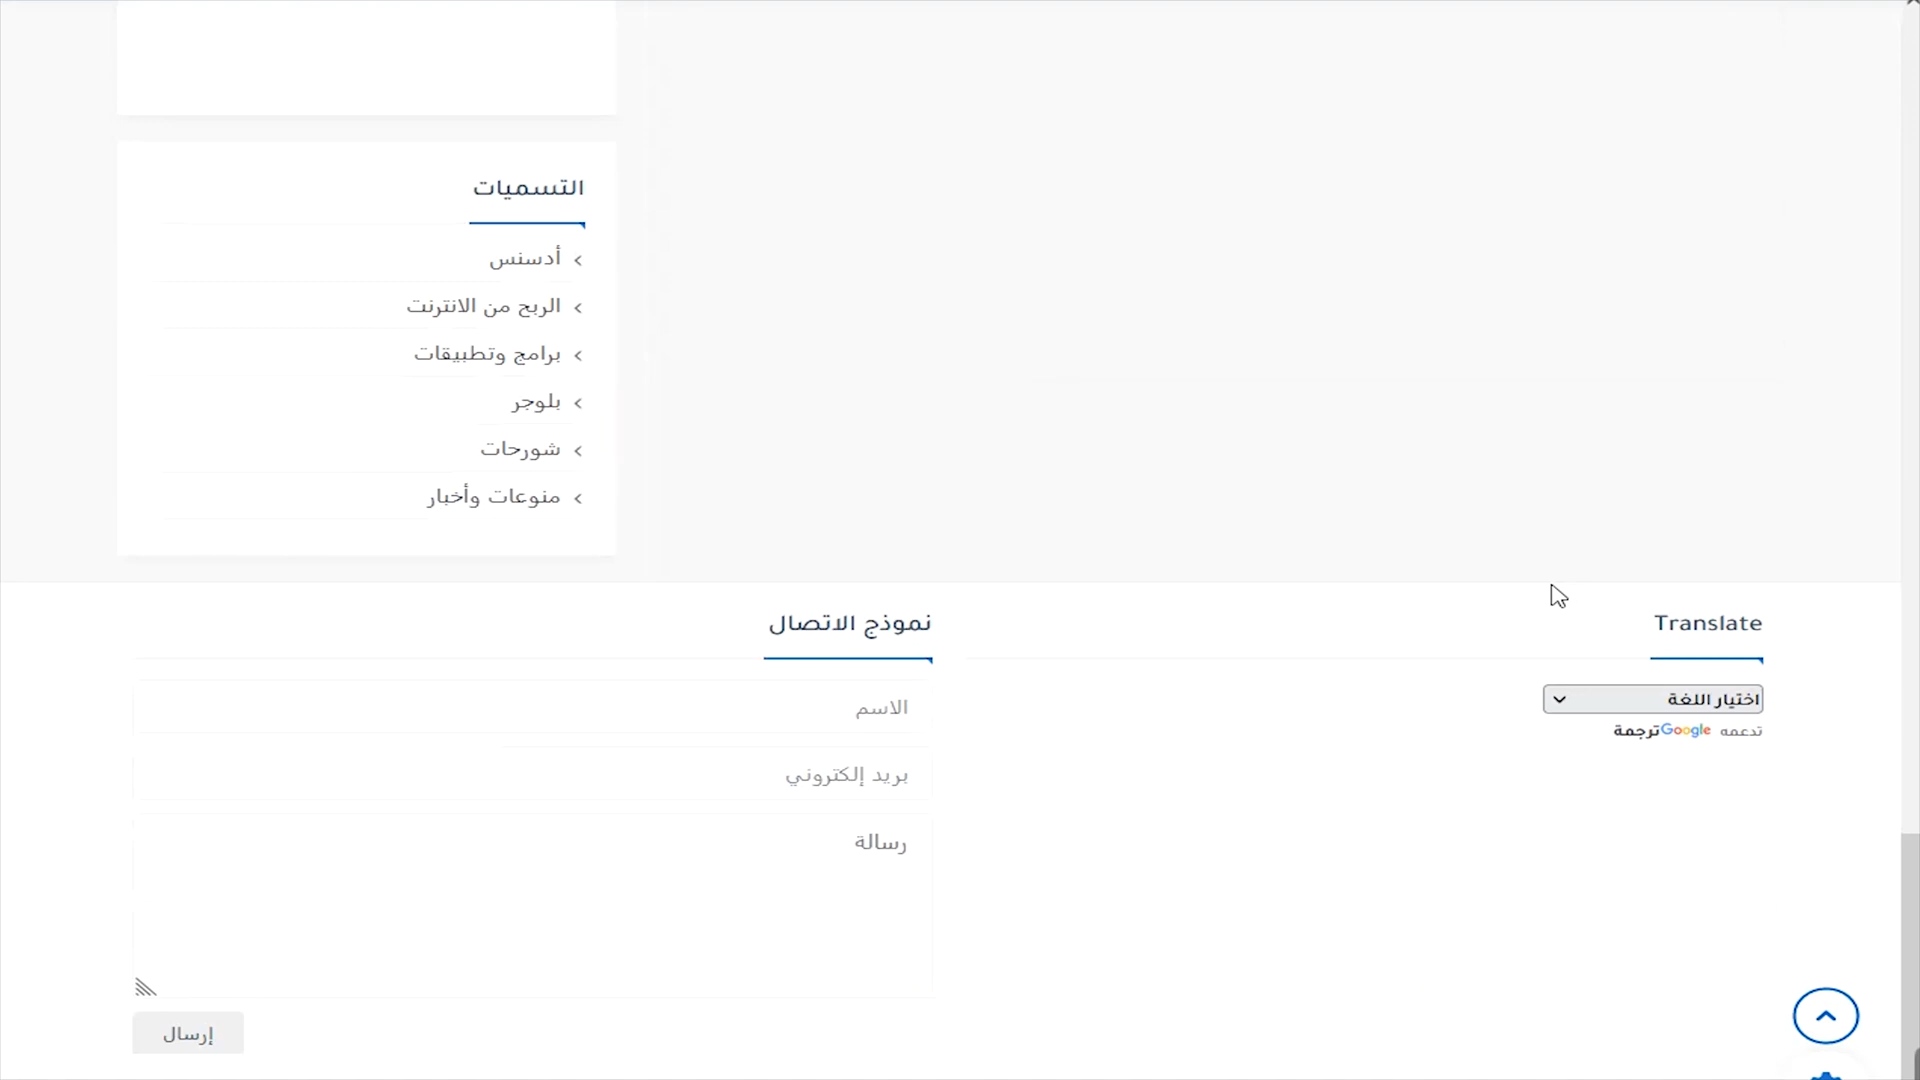 التسميات
أدسنس
الربح من الانترنت
برامج وتطبيقات
بلوجر
شورحات
منوعات وأخبار
Translate
اختيار اللغة
تدعمه Google ترجمة
نموذج الاتصال
الاسم
بريد إلكتروني
رسالة
إرسال